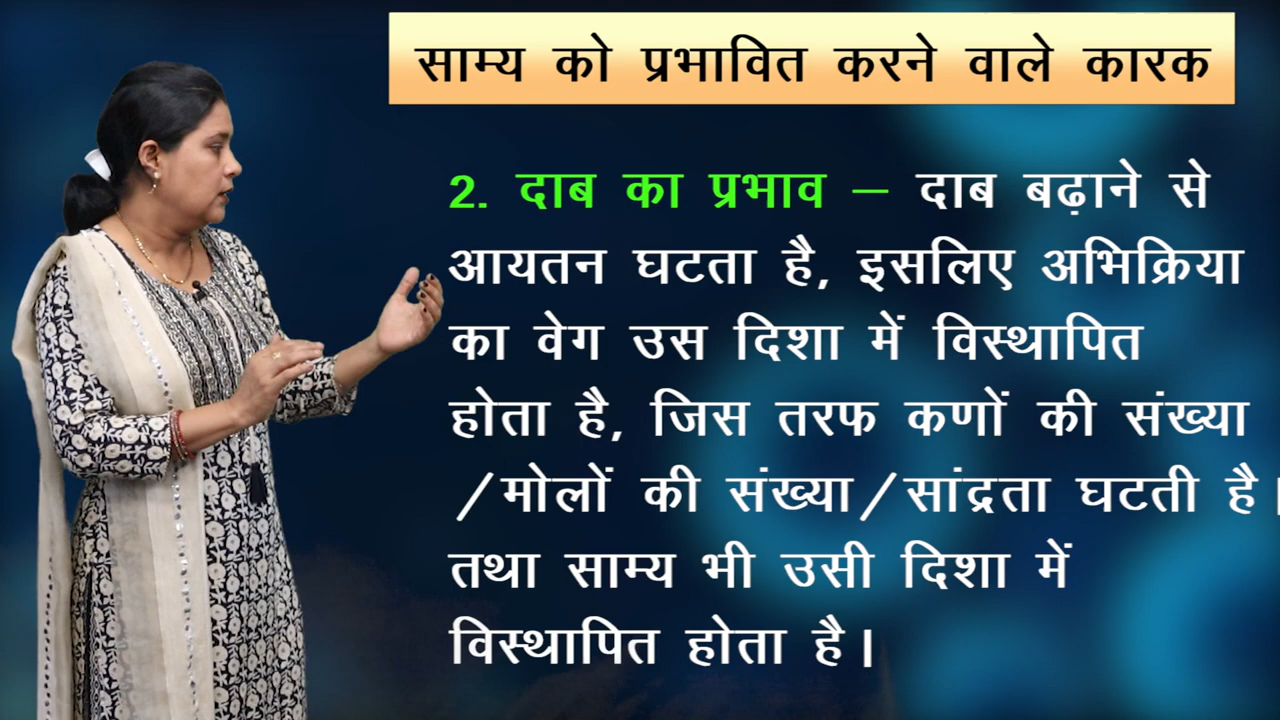 साम्य को प्रभावित करने वाले कारक
2. दाब का प्रभाव – दाब बढ़ाने से
आयतन घटता है, इसलिए अभिक्रिया
का वेग उस दिशा में विस्थापित
होता है, जिस तरफ कणों की संख्या
/मोलों की संख्या/सांद्रता घटती है।
तथा साम्य भी उसी दिशा में
विस्थापित होता है।